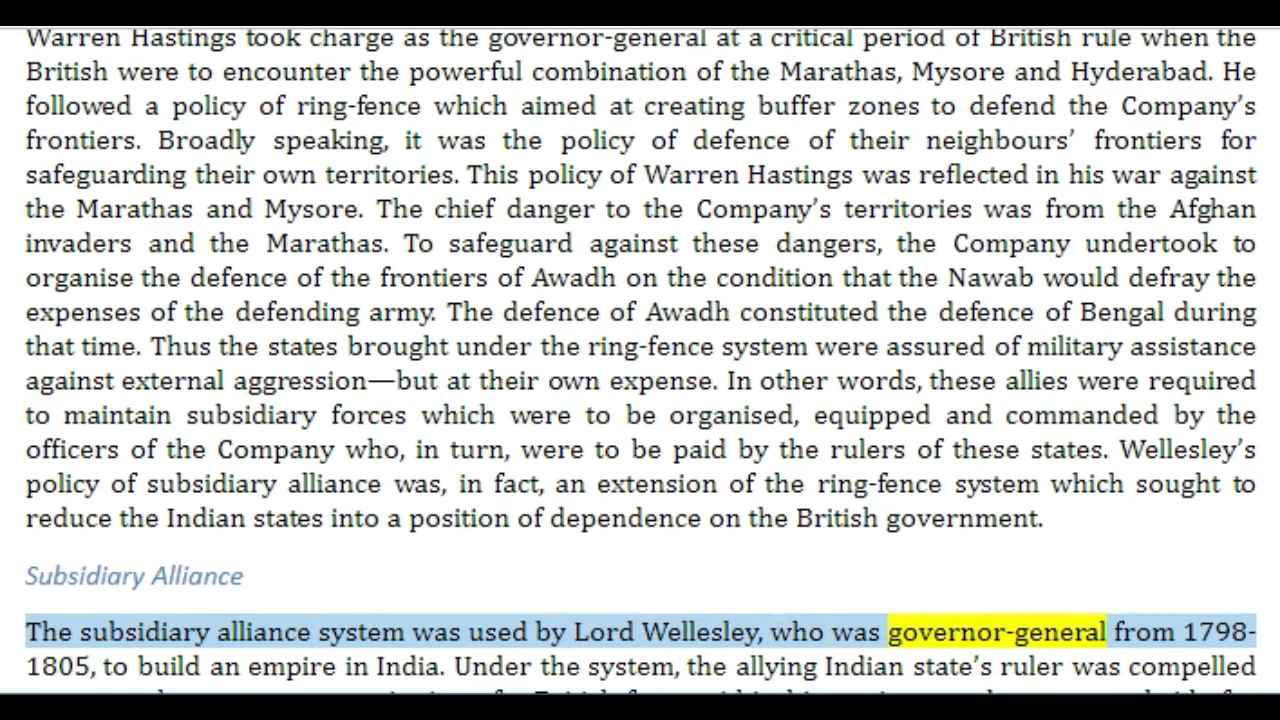 Warren Hastings took charge as the governor-general at a critical period of British rule when the
British were to encounter the powerful combination of the Marathas, Mysore and Hyderabad. He
followed a policy of ring-fence which aimed at creating buffer zones to defend the Company's
frontiers. Broadly speaking, it was the policy of defence of their neighbours' frontiers for
safeguarding their own territories. This policy of Warren Hastings was reflected in his war against
the Marathas and Mysore. The chief danger to the Company's territories was from the Afghan
invaders and the Marathas. To safeguard against these dangers, the Company undertook to
organise the defence of the frontiers of Awadh on the condition that the Nawab would defray the
expenses of the defending army. The defence of Awadh constituted the defence of Bengal during
that time. Thus the states brought under the ring-fence system were assured of military assistance
against external aggression—but at their own expense. In other words, these allies were required
to maintain subsidiary forces which were to be organised, equipped and commanded by the
officers of the Company who, in turn, were to be paid by the rulers of these states. Wellesley's
policy of subsidiary alliance was, in fact, an extension of the ring-fence system which sought to
reduce the Indian states into a position of dependence on the British government.
Subsidiary Alliance
The subsidiary alliance system was used by Lord Wellesley, who was governor-general from 1798-
1805, to build an empire in India. Under the system, the allying Indian state's ruler was compelled